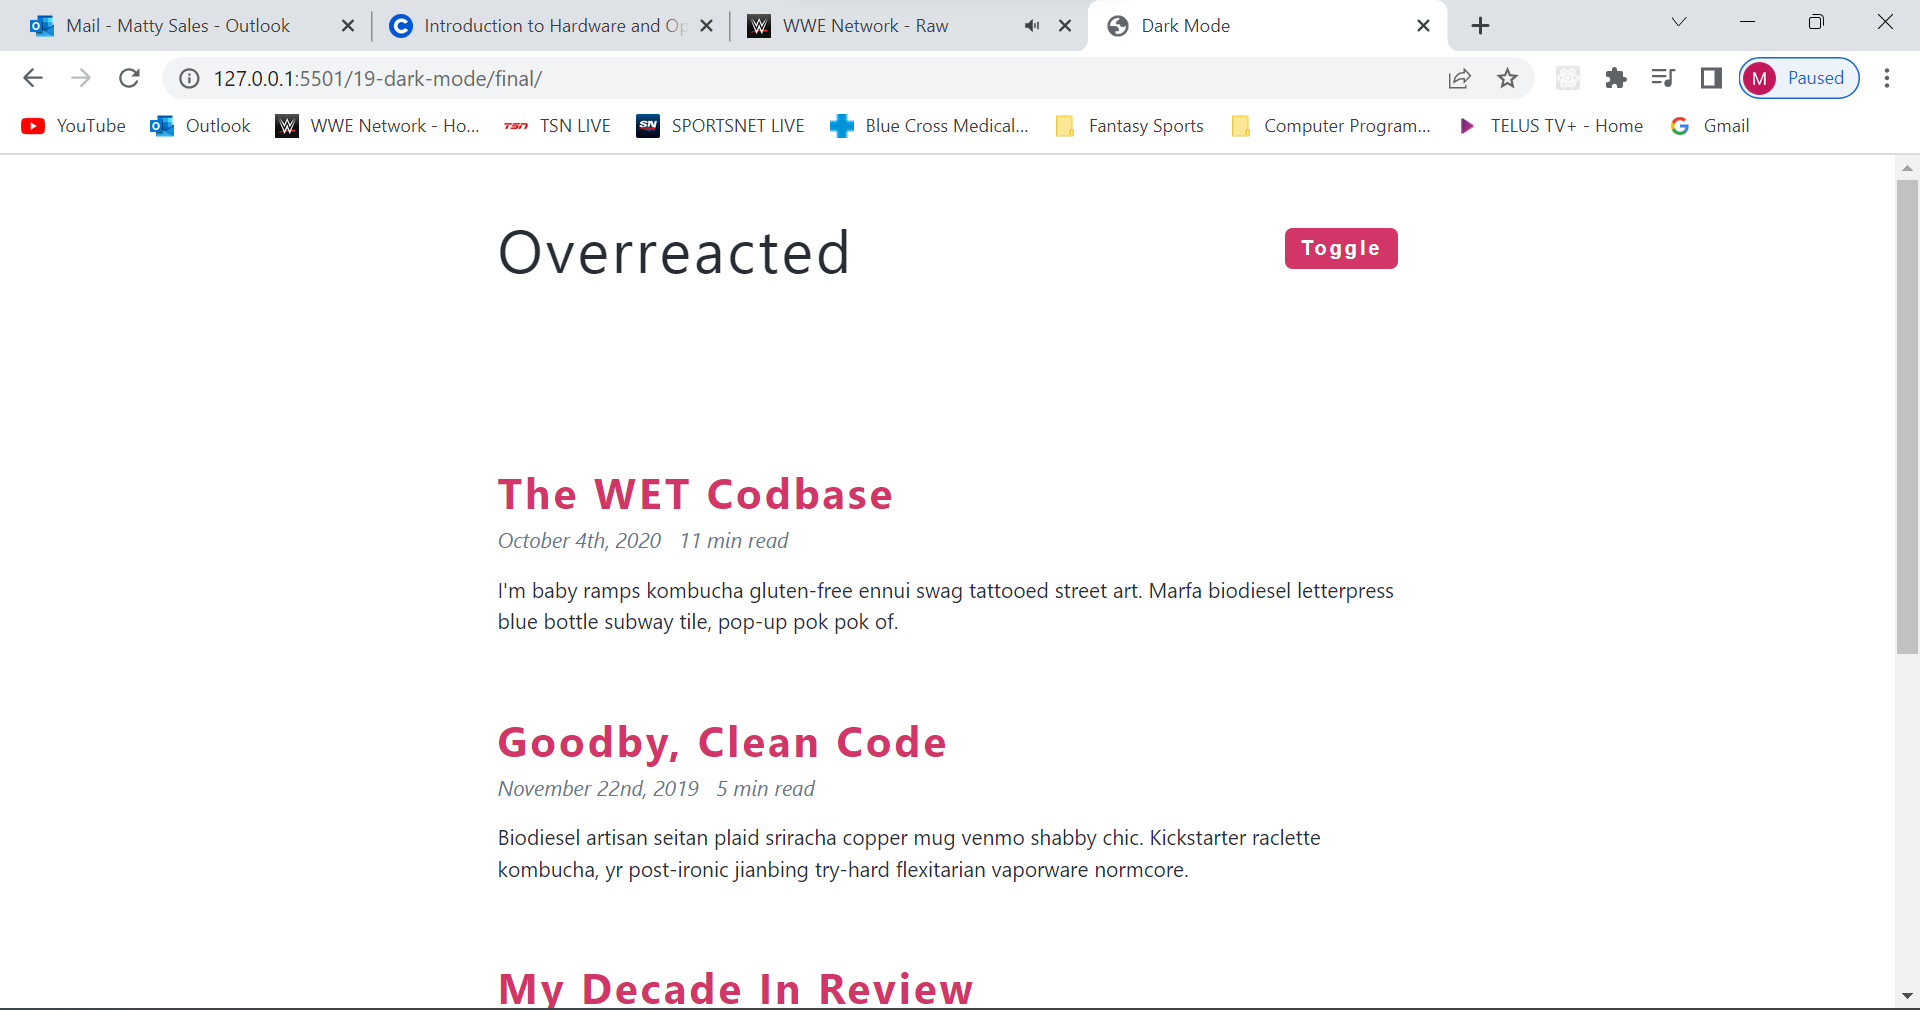 Mail - Matty Sales - Outlook
Introduction to Hardware and Op
WWE Network - Raw
Dark Mode
127.0.0.1:5501/19-dark-mode/final/
M Paused
YouTube
Outlook
WWE Network - Ho...
TSN TSN LIVE
SN SPORTSNET LIVE
Blue Cross Medical...
Fantasy Sports
Computer Program...
TELUS TV+ - Home
Gmail
Overreacted
Toggle
The WET Codbase
October 4th, 2020 11 min read
I'm baby ramps kombucha gluten-free ennui swag tattooed street art. Marfa biodiesel letterpress
blue bottle subway tile, pop-up pok pok of.
Goodby, Clean Code
November 22nd, 2019 5 min read
Biodiesel artisan seitan plaid sriracha copper mug venmo shabby chic. Kickstarter raclette
kombucha, yr post-ironic jianbing try-hard flexitarian vaporware normcore.
My Decade In Review